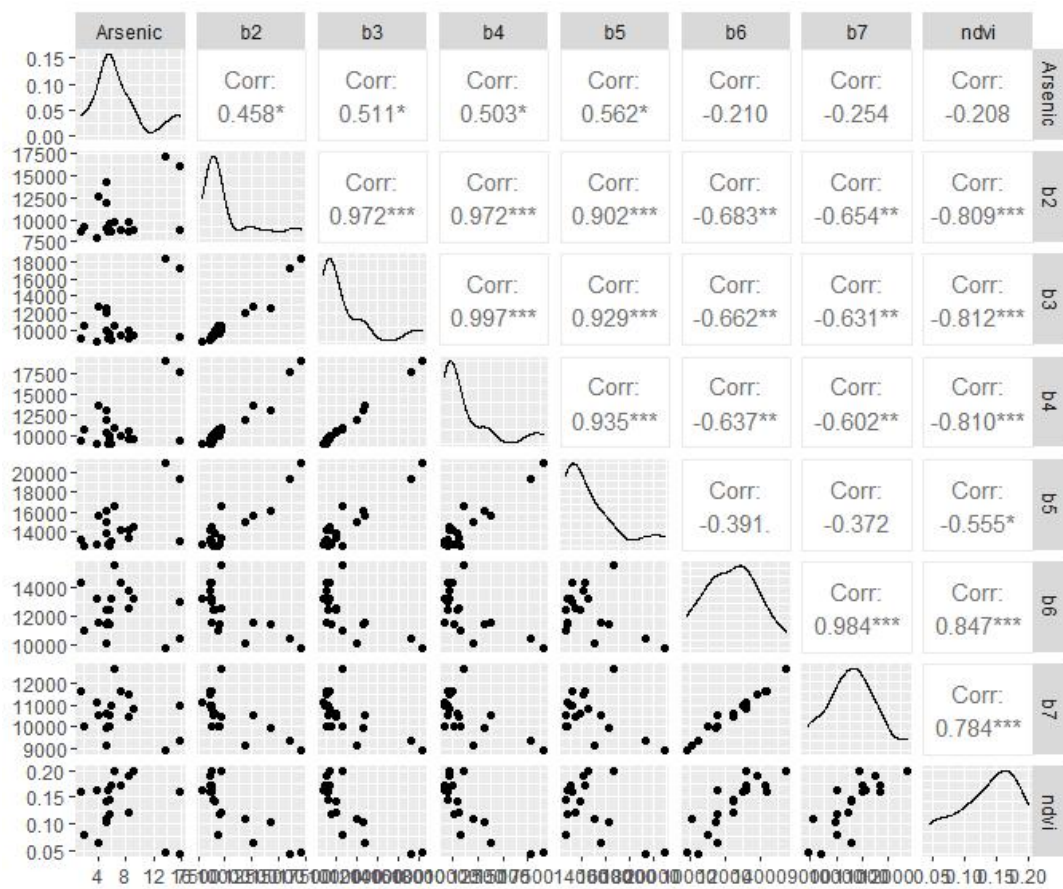 Arsenic b2 b3 b4 b5 b6 b7 ndvi
0.15 Corr: Corr: Corr: Corr: Corr: Corr: Corr: Arsenic
0.10 0.458* 0.511* 0.503* 0.562* -0.210 -0.254 -0.208
0.05
0.00
17500 Corr: Corr: Corr: Corr: Corr: Corr: b2
15000 0.972*** 0.972*** 0.902*** -0.683** -0.654** -0.809***
12500
10000
7500
18000 Corr: Corr: Corr: Corr: Corr: b3
16000 0.997*** 0.929*** -0.662** -0.631** -0.812***
14000
12000
10000
17500 Corr: Corr: Corr: Corr: b4
15000 0.935*** -0.637** -0.602** -0.810***
12500
10000
20000 Corr: Corr: Corr: b5
18000 -0.391. -0.372 -0.555*
16000
14000
14000 Corr: Corr: b6
12000 0.984*** 0.847***
10000
12000 Corr: b7
11000 0.784***
10000
9000
0.20 ndvi
0.15
0.10
0.05
4 8 12 16 0.05 0.10 0.15 0.20